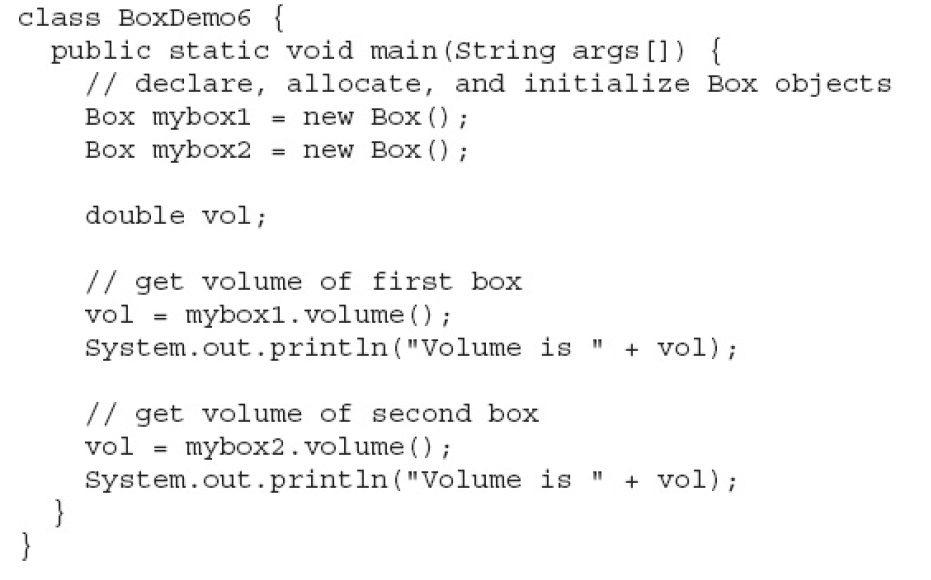 class BoxDemo6 {
public static void main(String args[]) {
// declare, allocate, and initialize Box objects
Box mybox1 = new Box();
Box mybox2 = new Box();
double vol;
// get volume of first box
vol = mybox1.volume();
System.out.println("Volume is " + vol);
// get volume of second box
vol = mybox2.volume();
System.out.println("Volume is " + vol);
}
}